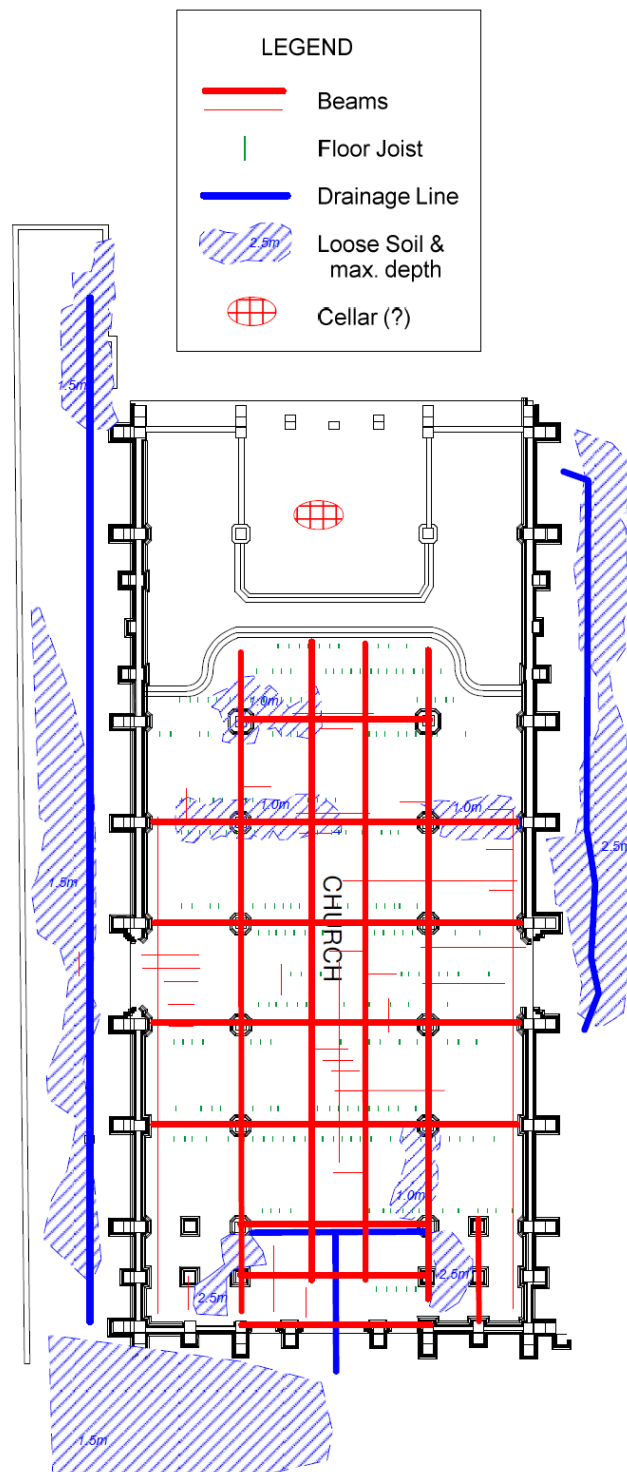 LEGEND
Beams
Floor Joist
Drainage Line
2.5m
Loose Soil &
max. depth
Cellar (?)
1.5m
1.0m
1.0m
1.0m
2.5m
1.5m
CHURCH
1.0m
2.5m
2.5m
1.5m